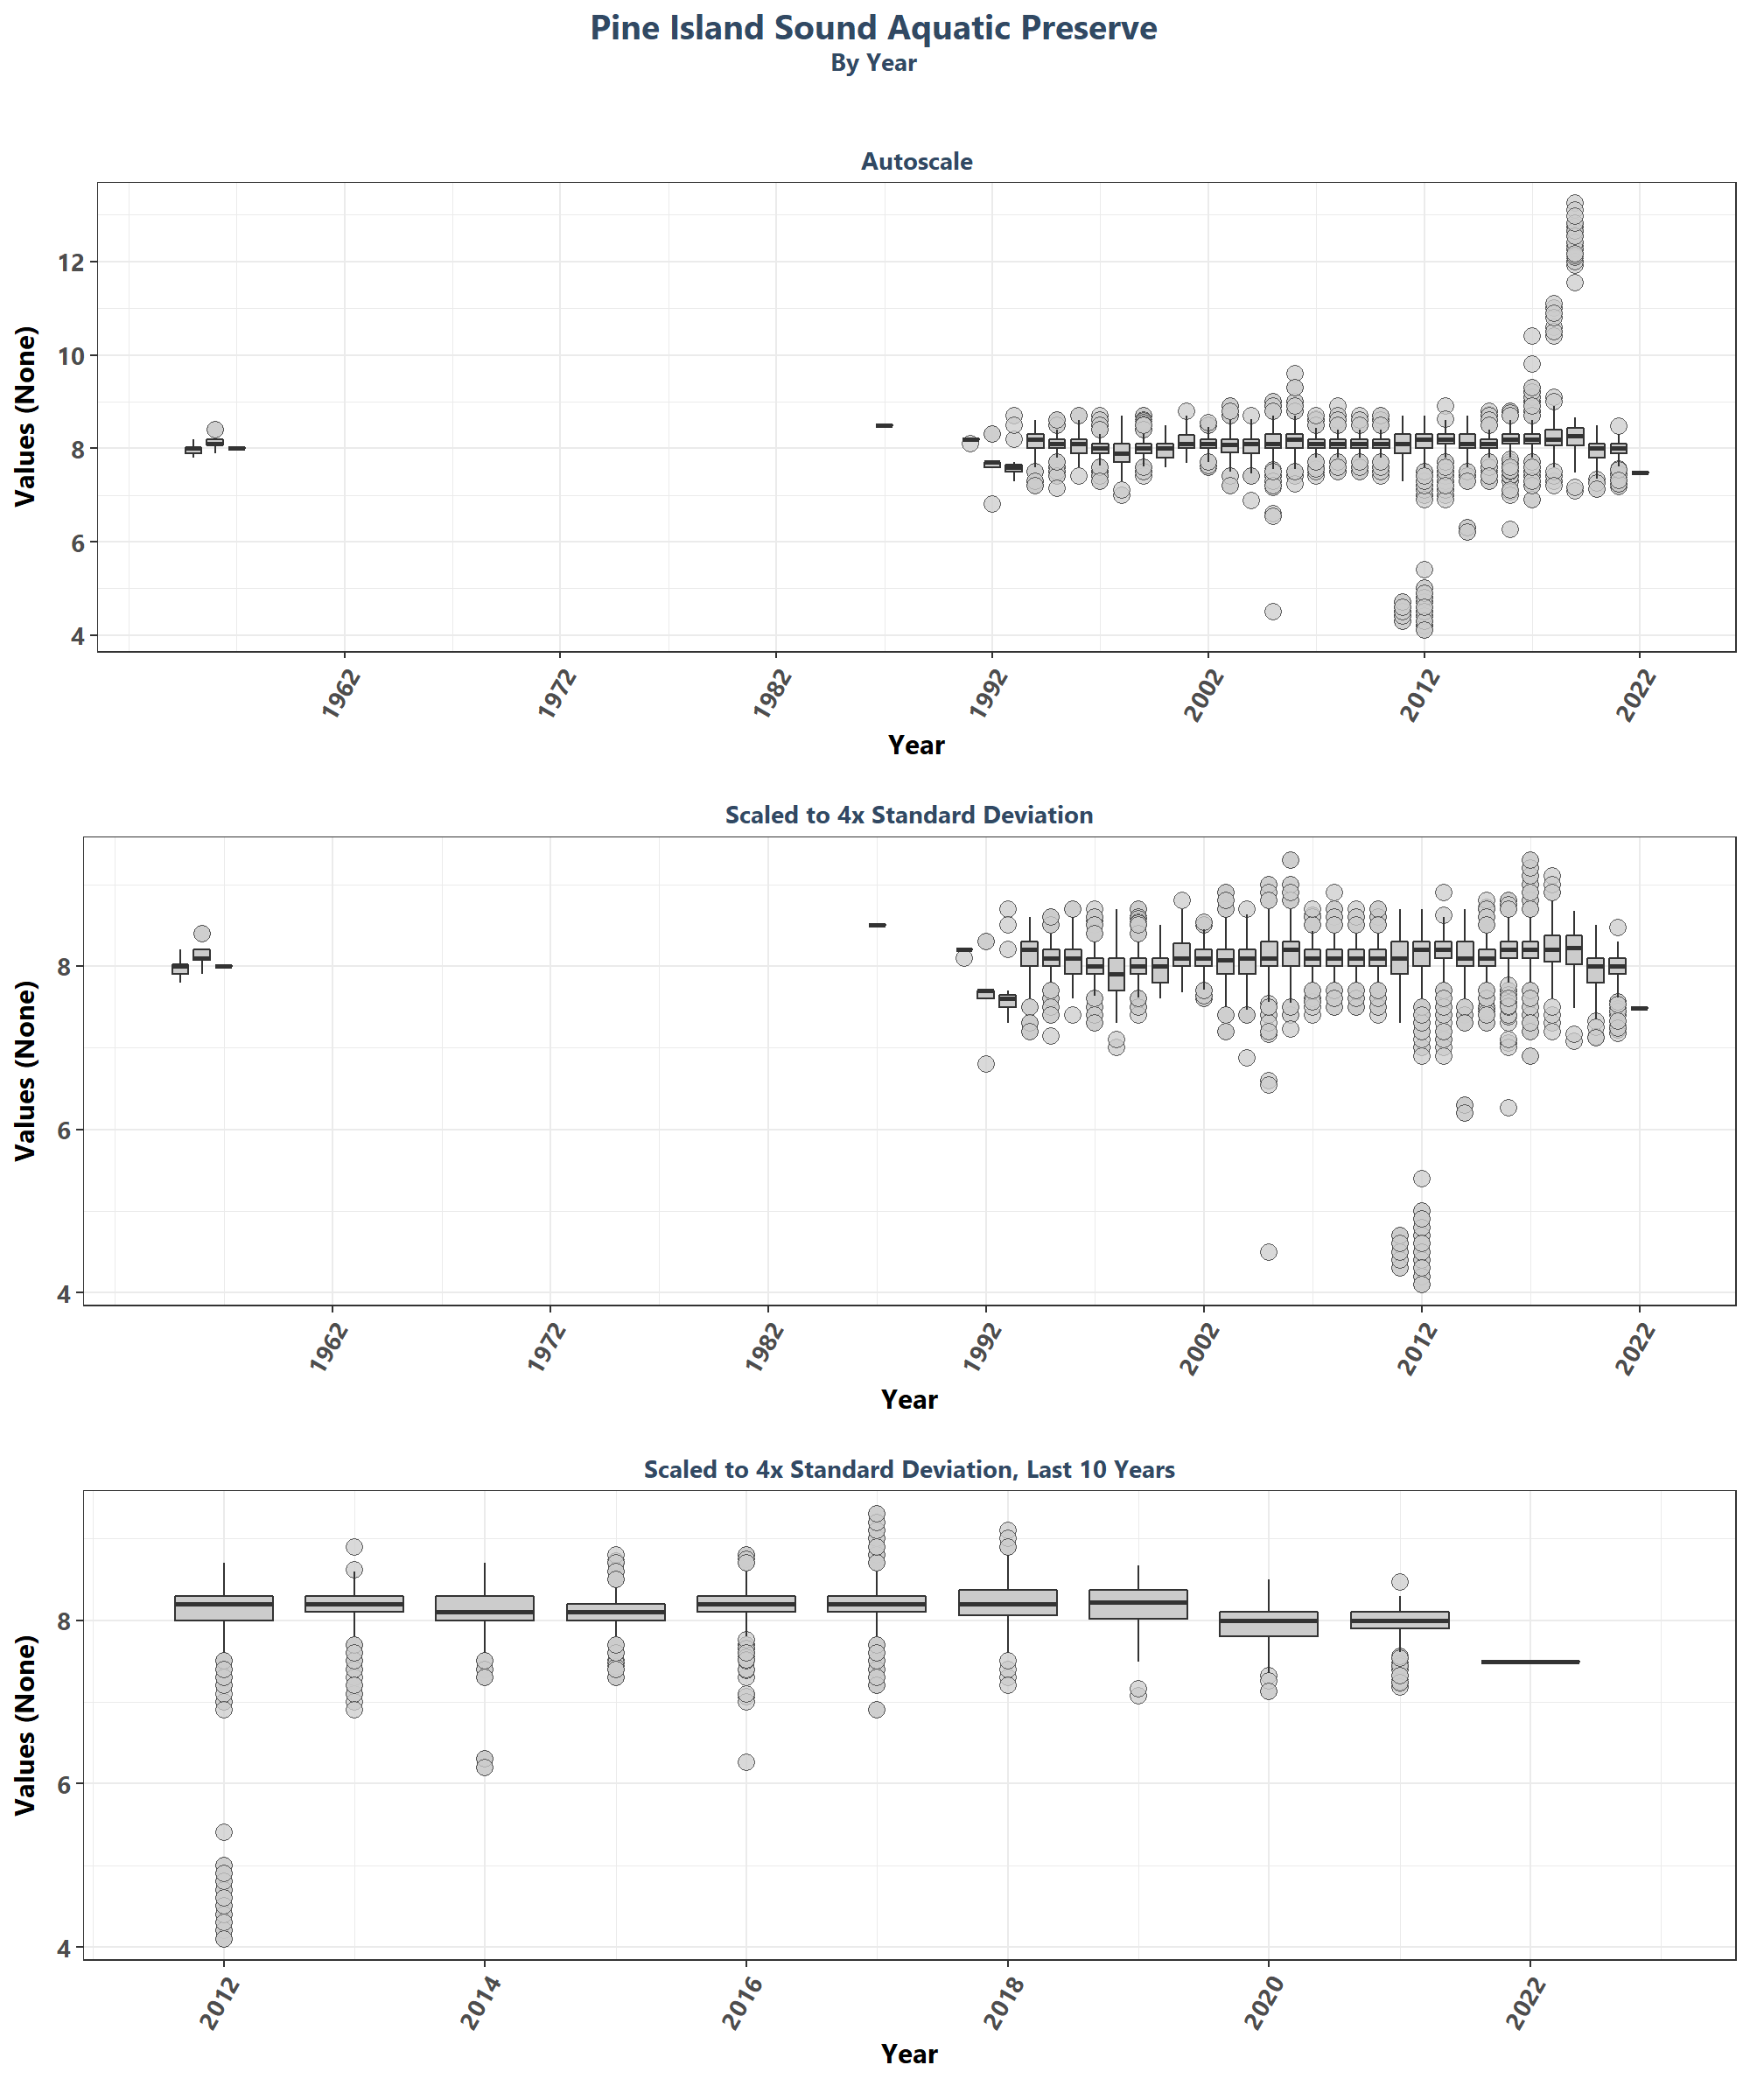 Pine Island Sound Aquatic Preserve
By Year
Autoscale
Values (None)
12
10
8
6
4
1962
1972
1982
1992
2002
2012
2022
Year
Scaled to 4x Standard Deviation
Values (None)
8
6
4
1962
1972
1982
1992
2002
2012
2022
Year
Scaled to 4x Standard Deviation, Last 10 Years
Values (None)
8
6
4
2012
2014
2016
2018
2020
2022
Year